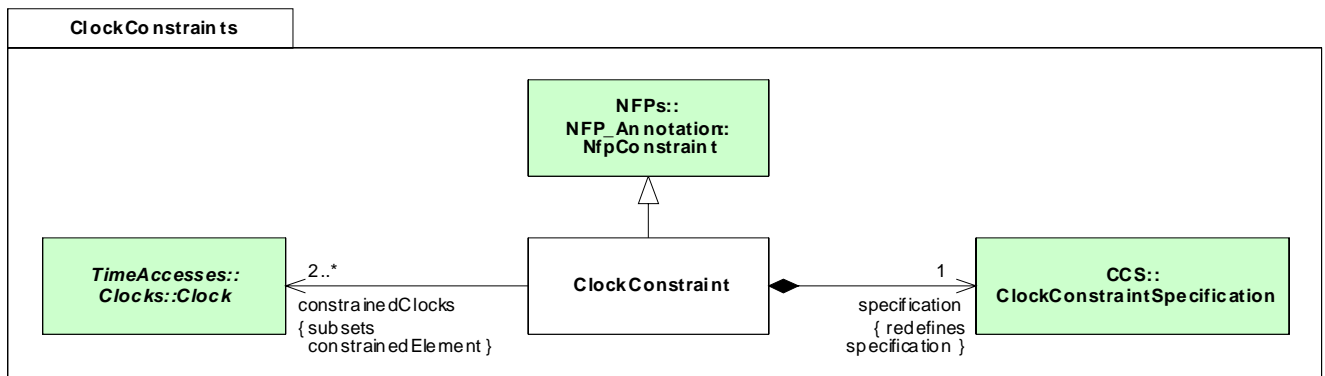 ClockConstraints
NFPs::
NFP_Annotation::
NfpConstraint
TimeAccesses::
Clocks::Clock
2..*
constrainedClocks
{ subsets
constrainedElement }
ClockConstraint
1
specification
{ redefines
specification }
CCS::
ClockConstraintSpecification